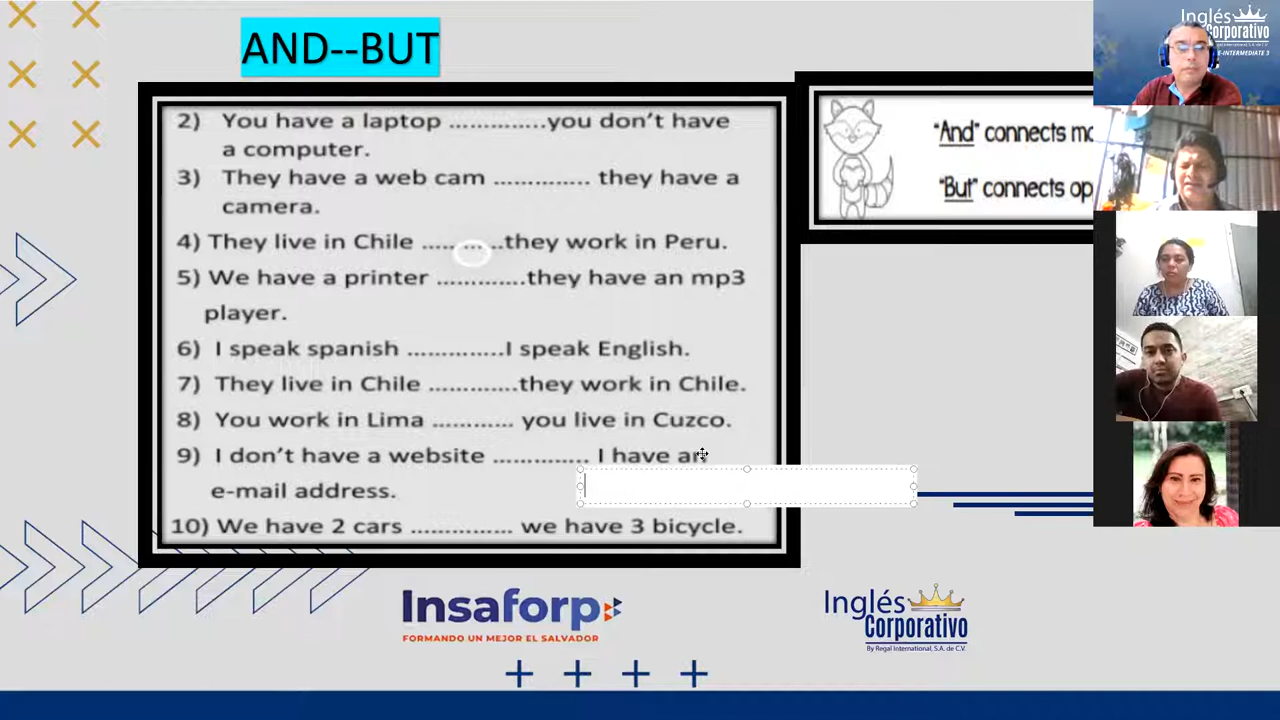 AND--BUT
2) You have a laptop ..............you don't have
a computer.
3) They have a web cam .............. they have a
camera.
4) They live in Chile ..............they work in Peru.
5) We have a printer .............they have an mp3
player.
6) I speak spanish ..............I speak English.
7) They live in Chile .............they work in Chile.
8) You work in Lima ............ you live in Cuzco.
9) I don't have a website .............. I have an
e-mail address.
10) We have 2 cars ............... we have 3 bicycle.
"And" connects
"But" connects
Inglés
Corporativo
By Regal International, S.A. de C.V.
Insaforp
FORMANDO UN MEJOR EL SALVADOR
Inglés
Corporativo
By Regal International, S.A. de C.V.